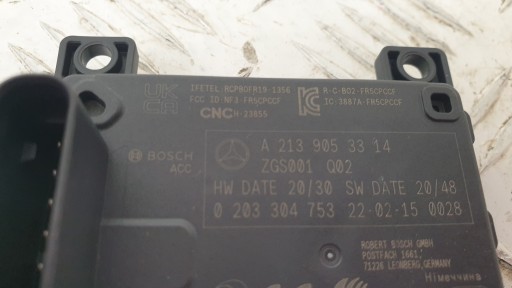 UK
CA
IFETEL: RCPBOFR19-1356
FCC ID:NF3-FR5CPCCF
CNC H-23855
R-C-BO2-FR5CPCCF
IC:3887A-FR5CPCCF
BOSCH
ACC
A 213 905 33 14
ZGS001 Q02
HW DATE 20/30 SW DATE 20/48
0 203 304 753 22-02-15 0028
ROBERT BOSCH GMBH
POSTFACH 1661,
71226 LEONBERG, GERMANY
Німеччина